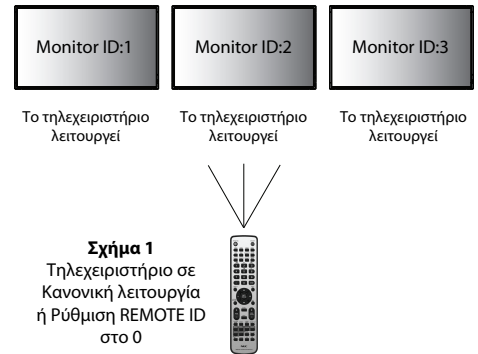 Monitor ID:1
Monitor ID:2
Monitor ID:3
Το τηλεχειριστήριο
λειτουργεί
Το τηλεχειριστήριο
λειτουργεί
Το τηλεχειριστήριο
λειτουργεί
Σχήμα 1
Τηλεχειριστήριο σε
Κανονική λειτουργία
ή Ρύθμιση REMOTE ID
στο 0